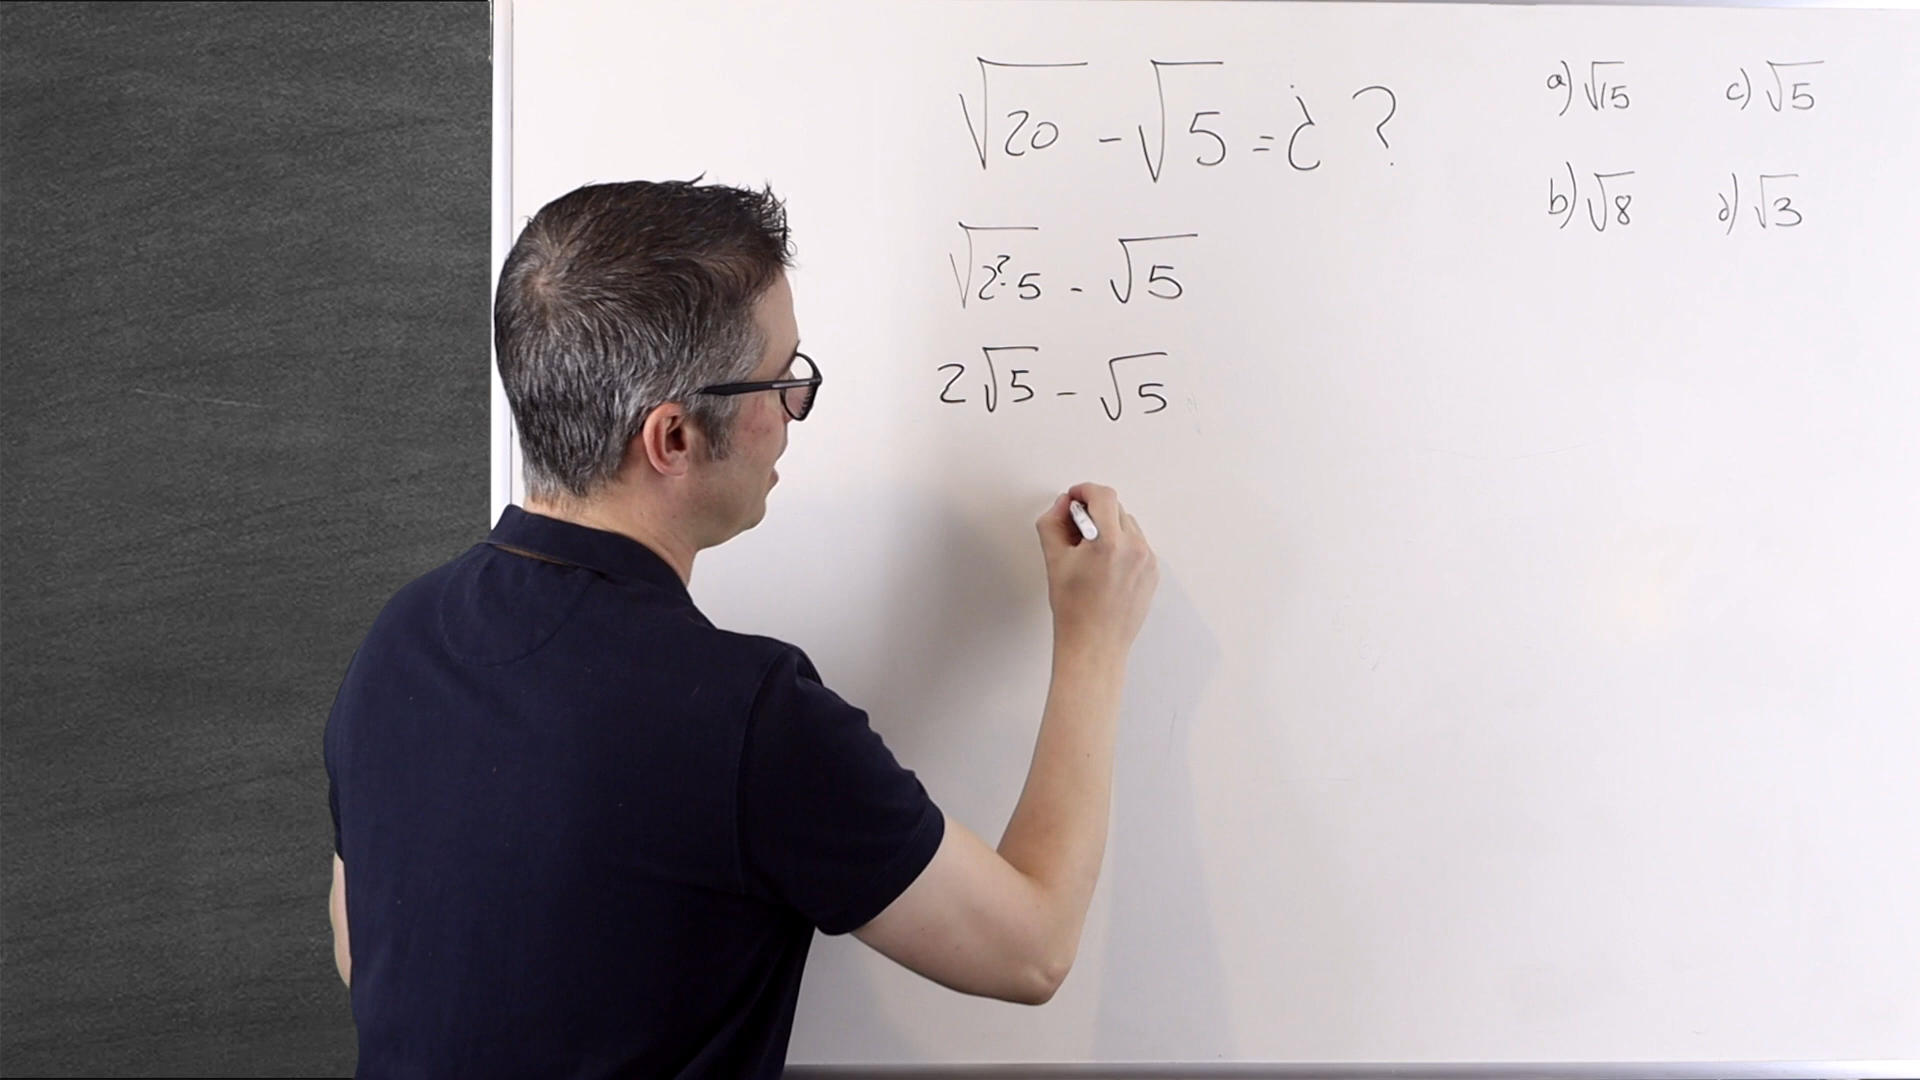 √20 - √5 = ¿ ?
a) √15 c) √5
b) √8 d) √3
√2²·5 - √5
2√5 - √5